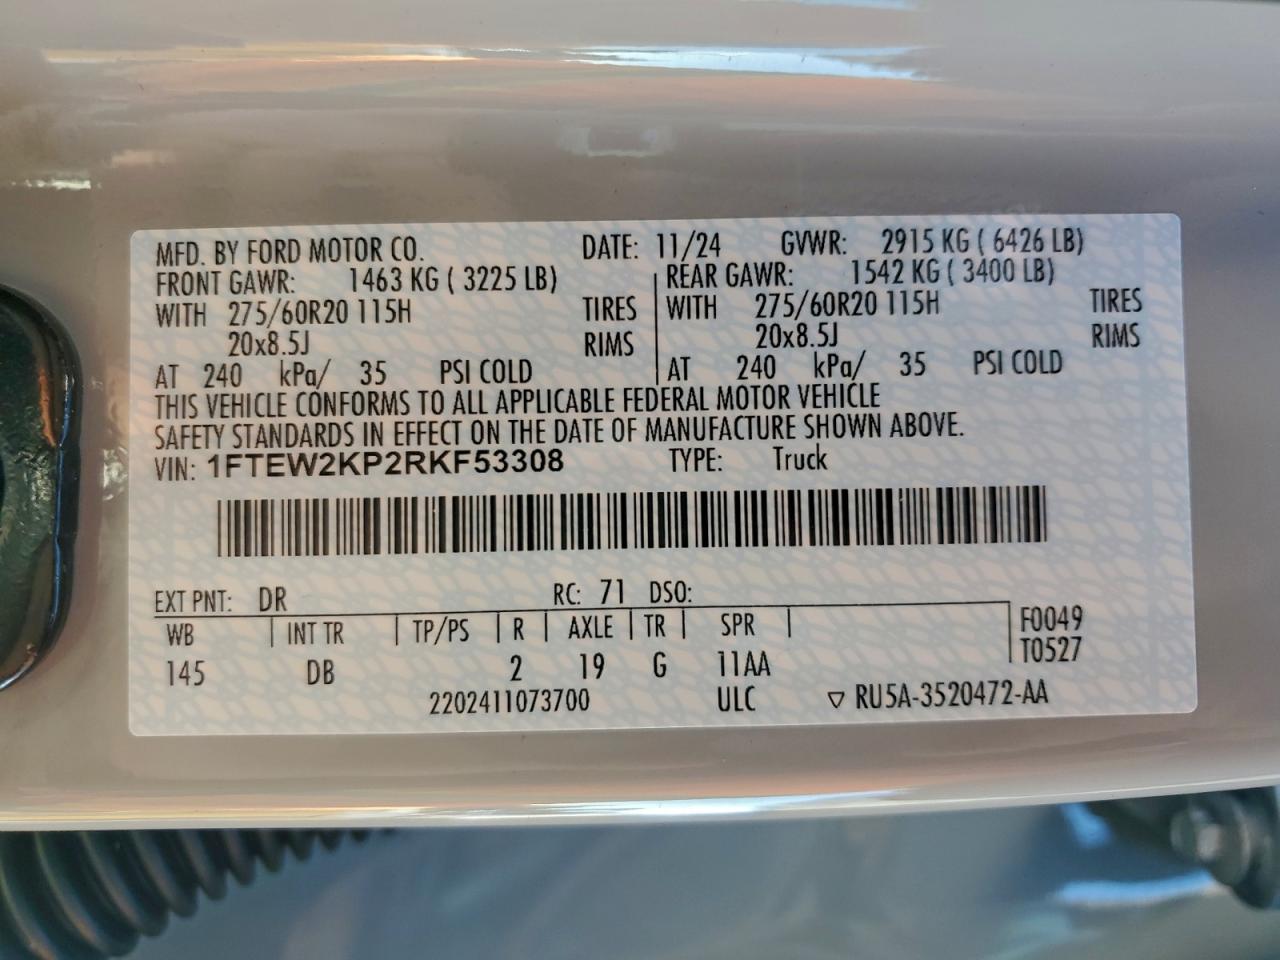 MFD. BY FORD MOTOR CO. DATE: 11/24 GVWR: 2915 KG ( 6426 LB)
FRONT GAWR: 1463 KG ( 3225 LB) REAR GAWR: 1542 KG ( 3400 LB)
WITH 275/60R20 115H TIRES WITH 275/60R20 115H TIRES
20x8.5J RIMS 20x8.5J RIMS
AT 240 kPa/ 35 PSI COLD AT 240 kPa/ 35 PSI COLD
THIS VEHICLE CONFORMS TO ALL APPLICABLE FEDERAL MOTOR VEHICLE
SAFETY STANDARDS IN EFFECT ON THE DATE OF MANUFACTURE SHOWN ABOVE.
VIN: 1FTEW2KP2RKF53308 TYPE: Truck
EXT PNT: DR RC: 71 DSO:
WB INT TR TP/PS R AXLE TR SPR F0049
145 DB 2 19 G 11AA T0527
2202411073700 ULC ▽ RU5A-3520472-AA